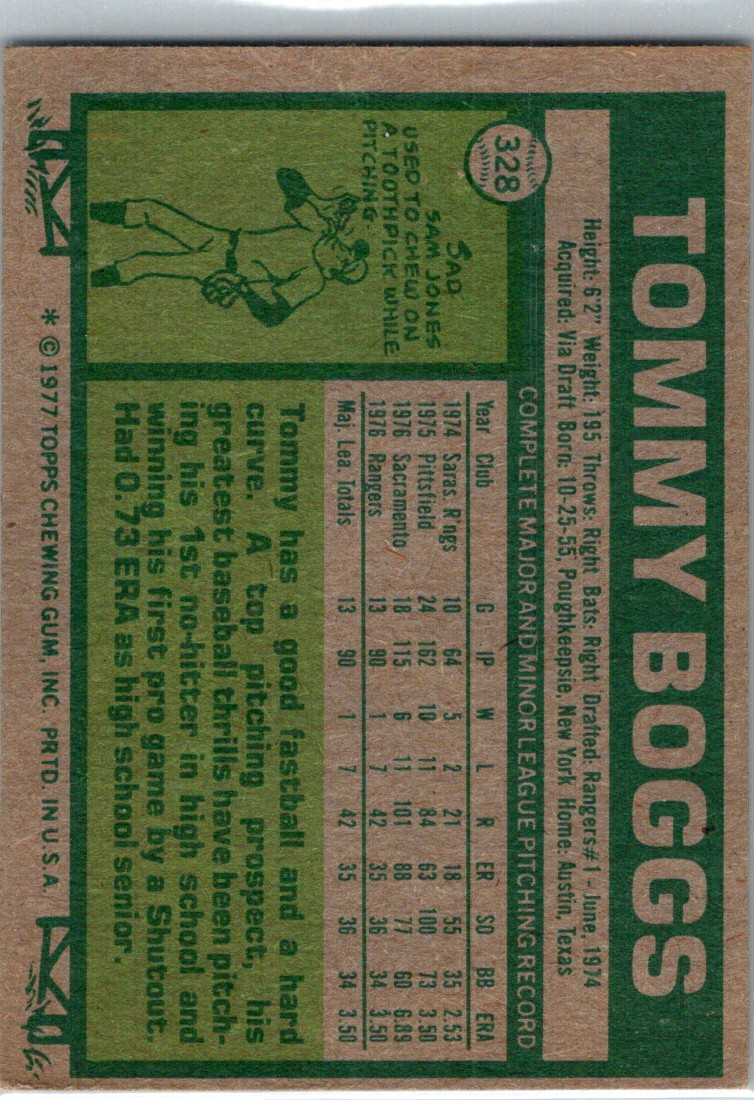 328
TOMMY BOGGS
Height: 6'2" Weight: 195 Throws: Right Bats: Right Drafted: Rangers #1 - June, 1974
Acquired: Via Draft Born: 10-25-55, Poughkeepsie, New York Home: Austin, Texas
COMPLETE MAJOR AND MINOR LEAGUE PITCHING RECORD
Year Club G IP W L R ER SO BB ERA
1974 Saras. R'ngs 10 64 5 2 21 18 55 35 2.53
1975 Pittsfield 24 162 10 11 84 63 100 73 3.50
1976 Sacramento 18 115 6 11 101 88 77 60 6.89
1976 Rangers 13 90 1 7 42 35 36 34 3.50
Maj. Lea. Totals 13 90 1 7 42 35 36 34 3.50
SAD
SAM JONES
USED TO CHEW ON
A TOOTHPICK WHILE
PITCHING.
Tommy has a good fastball and a hard
curve. A top pitching prospect, his
greatest baseball thrills have been pitch-
ing his 1st no-hitter in high school and
winning his first pro game by a Shutout.
Had 0.73 ERA as high school senior.
* © 1977 TOPPS CHEWING GUM, INC. PRTD. IN U.S.A.